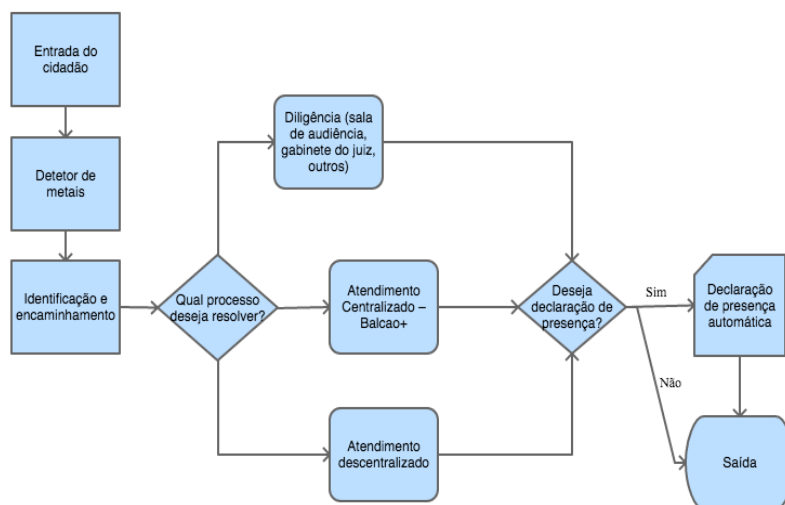 Entrada do
cidadão
Detetor de
metais
Identificação e
encaminhamento
Qual processo
deseja resolver?
Diligência (sala
de audiência,
gabinete do juiz,
outros)
Atendimento
Centralizado –
Balcao+
Atendimento
descentralizado
Deseja
declaração de
presença?
Sim
Não
Declaração
de presença
automática
Saída